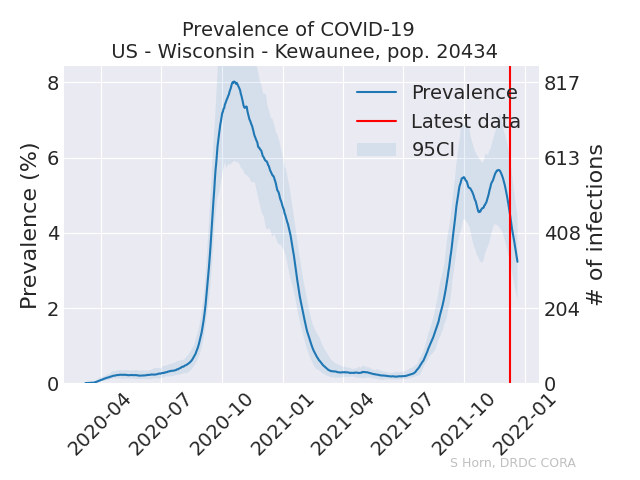 Prevalence of COVID-19
US - Wisconsin - Kewaunee, pop. 20434
Prevalence
Latest data
95CI
Prevalence (%)
8
6
4
2
0
817
613
408
204
0
# of infections
2020-04
2020-07
2020-10
2021-01
2021-04
2021-07
2021-10
2022-01
S Horn, DRDC CORA